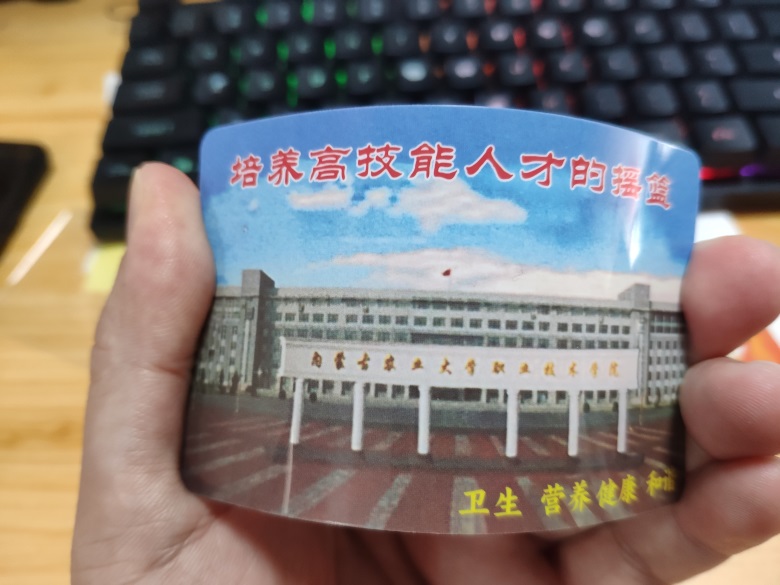 培养高技能人才的摇篮
内蒙古农业大学职业技术学院
卫生 营养健康 和谐